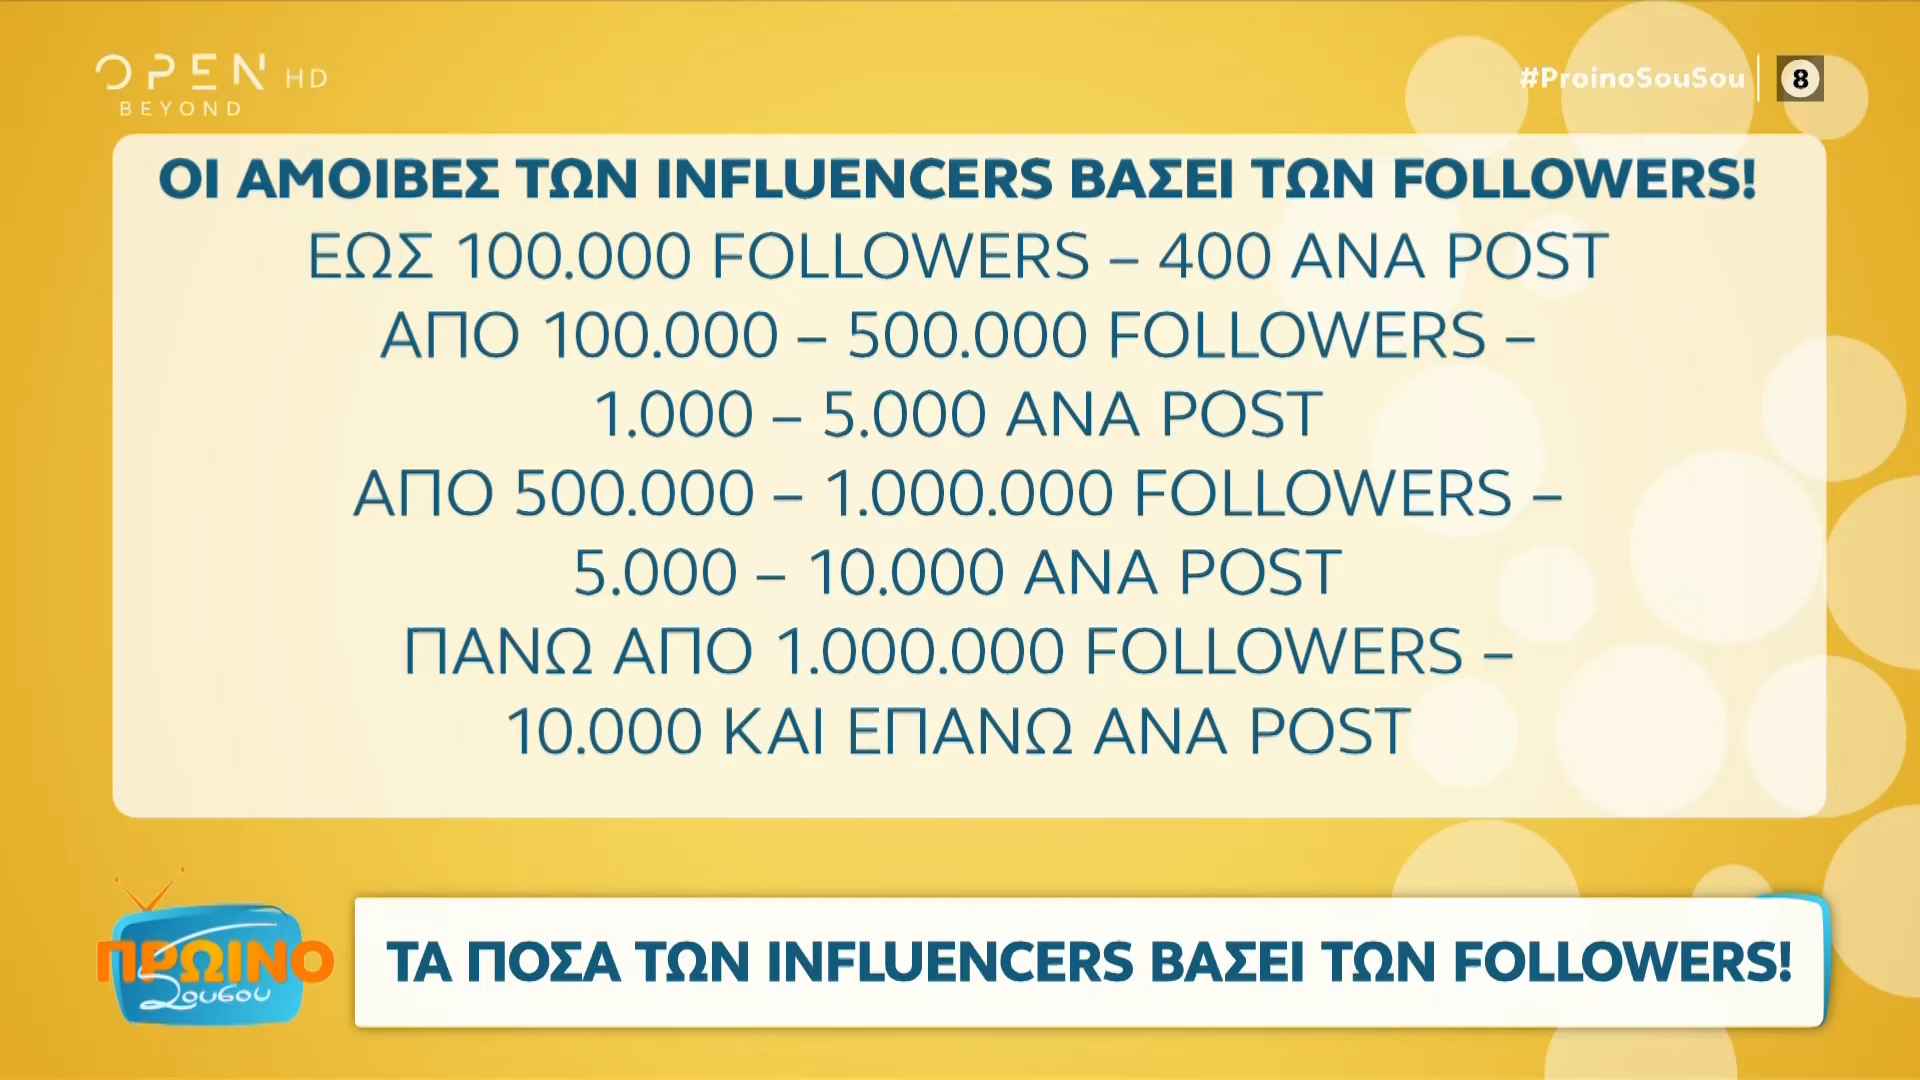 OPEN HD
BEYOND
#ProinoSouSou
8
ΟΙ ΑΜΟΙΒΕΣ ΤΩΝ INFLUENCERS ΒΑΣΕΙ ΤΩΝ FOLLOWERS!
ΕΩΣ 100.000 FOLLOWERS – 400 ΑΝΑ POST
ΑΠΟ 100.000 – 500.000 FOLLOWERS –
1.000 – 5.000 ΑΝΑ POST
ΑΠΟ 500.000 – 1.000.000 FOLLOWERS –
5.000 – 10.000 ΑΝΑ POST
ΠΑΝΩ ΑΠΟ 1.000.000 FOLLOWERS –
10.000 ΚΑΙ ΕΠΑΝΩ ΑΝΑ POST
ΠΡΩΙΝΟ
Σουσου
ΤΑ ΠΟΣΑ ΤΩΝ INFLUENCERS ΒΑΣΕΙ ΤΩΝ FOLLOWERS!